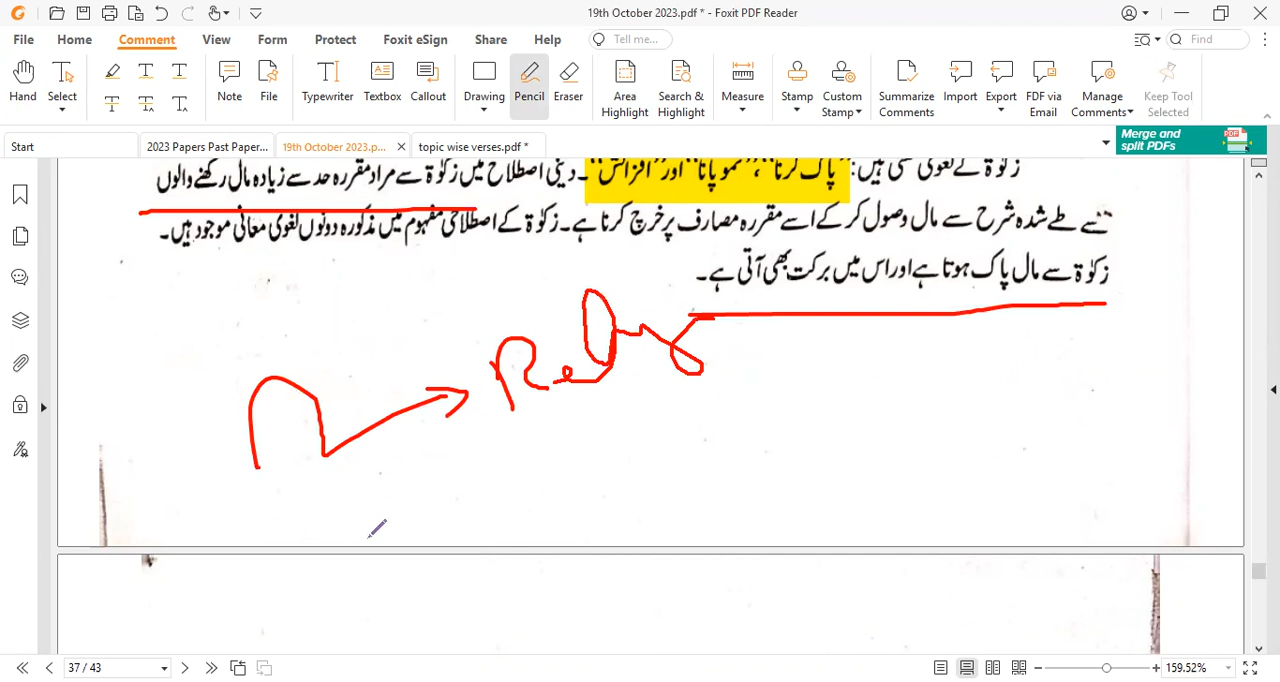 19th October 2023.pdf * - Foxit PDF Reader
File Home Comment View Form Protect Foxit eSign Share Help Tell me... Find
Hand Select Note File Typewriter Textbox Callout Drawing Pencil Eraser Area Highlight Search & Highlight Measure Stamp Custom Stamp Summarize Comments Import Export FDF via Email Manage Comments Keep Tool Selected
Start 2023 Papers Past Paper... 19th October 2023.p... topic wise verses.pdf * Merge and split PDFs PDF
زکوٰۃ کے لغوی معنی ہیں: "پاک کرنا"، "نمو پانا" اور "افزائش"۔ دینی اصطلاح میں زکوٰۃ سے مراد مقررہ حد سے زیادہ مال رکھنے والوں
سے طے شدہ شرح سے مال وصول کر کے اسے مقررہ مصارف پر خرچ کرنا ہے۔ زکوٰۃ کے اصطلاحی مفہوم میں مذکورہ دونوں لغوی معانی موجود ہیں۔
زکوٰۃ سے مال پاک ہوتا ہے اور اس میں برکت بھی آتی ہے۔
37 / 43 159.52%